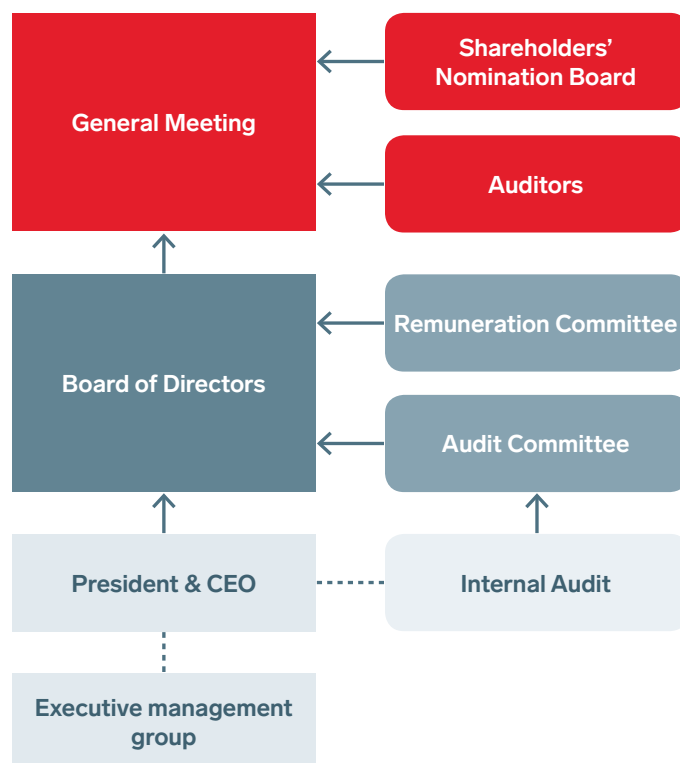 General Meeting
Shareholders’
Nomination Board
Auditors
Board of Directors
Remuneration Committee
Audit Committee
President & CEO
Internal Audit
Executive management
group